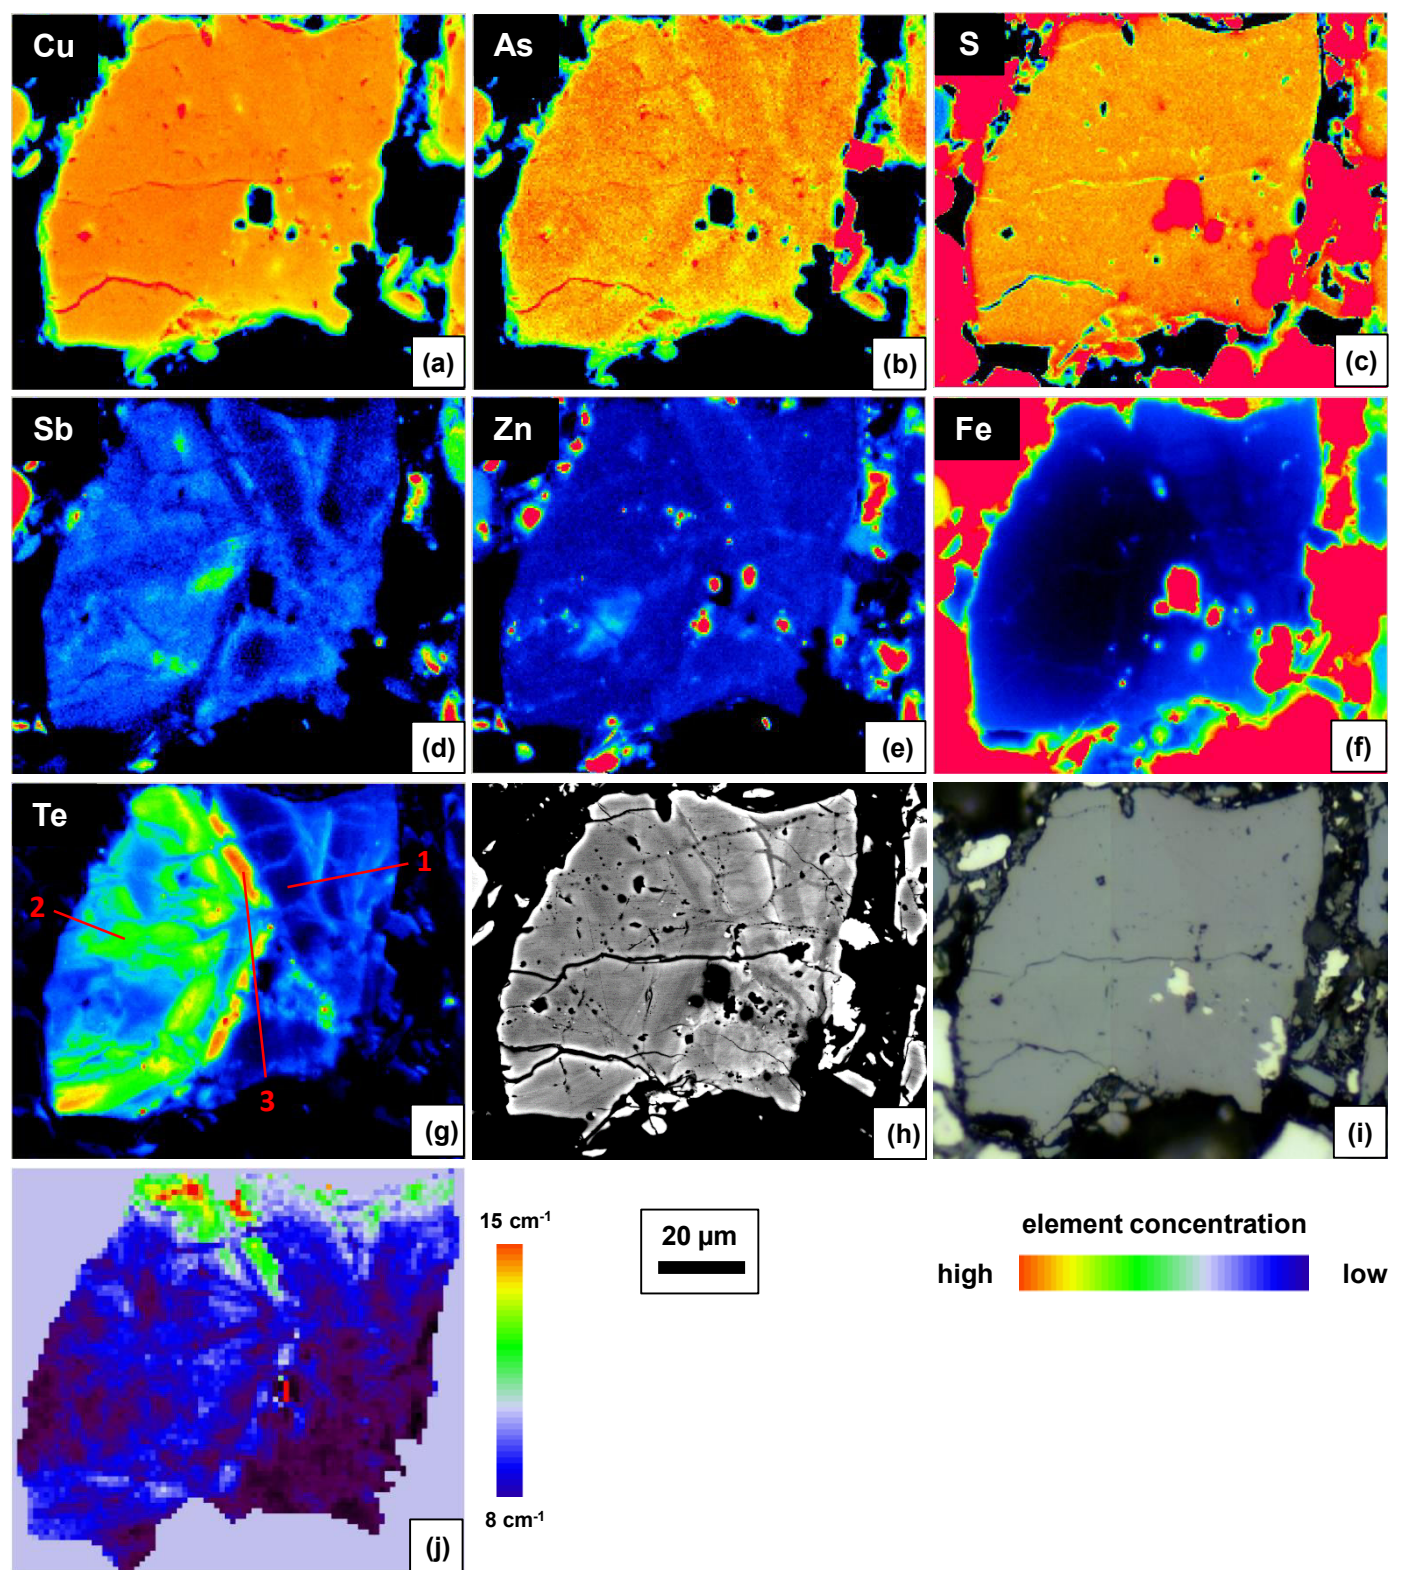 Cu
(a)
As
(b)
S
(c)
Sb
(d)
Zn
(e)
Fe
(f)
Te
1
2
3
(g)
(h)
(i)
(j)
15 cm⁻¹
8 cm⁻¹
20 µm
element concentration
high
low